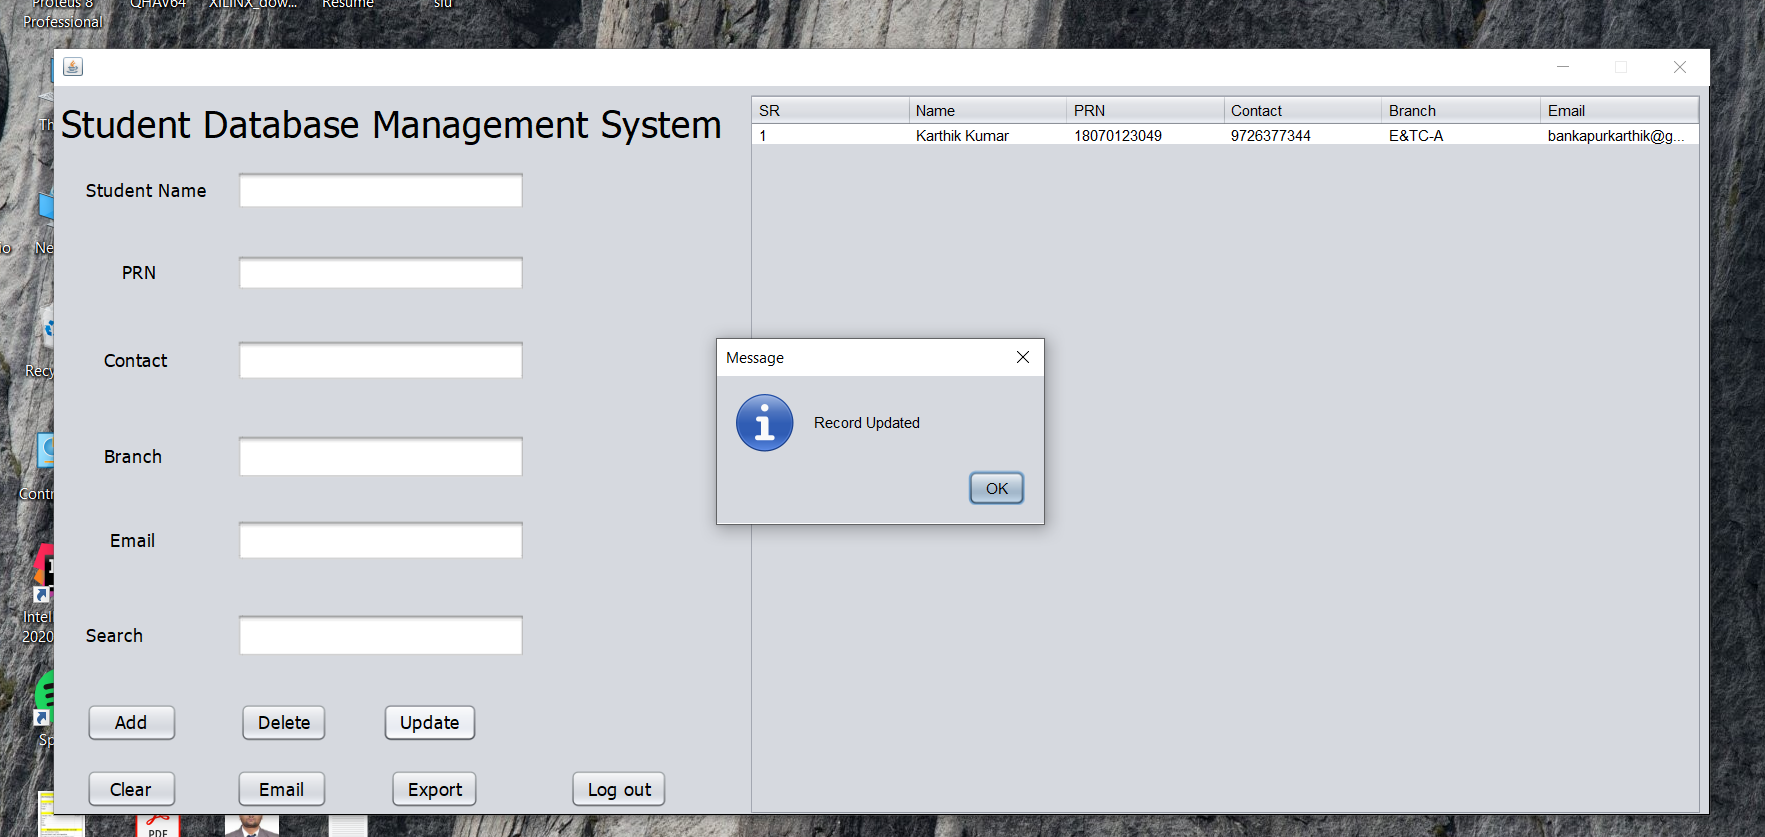 Proteus 8
Professional
QHAV64
XILINX_dow...
Resume
Student Database Management System
Student Name
PRN
Contact
Branch
Email
Search
Add
Delete
Update
Clear
Email
Export
Log out
SR
Name
PRN
Contact
Branch
Email
1
Karthik Kumar
18070123049
9726377344
E&TC-A
bankapurkarthik@g...
Message
Record Updated
OK
Th
Ne
Recy
Contr
Intel
2020
Sp
PDF